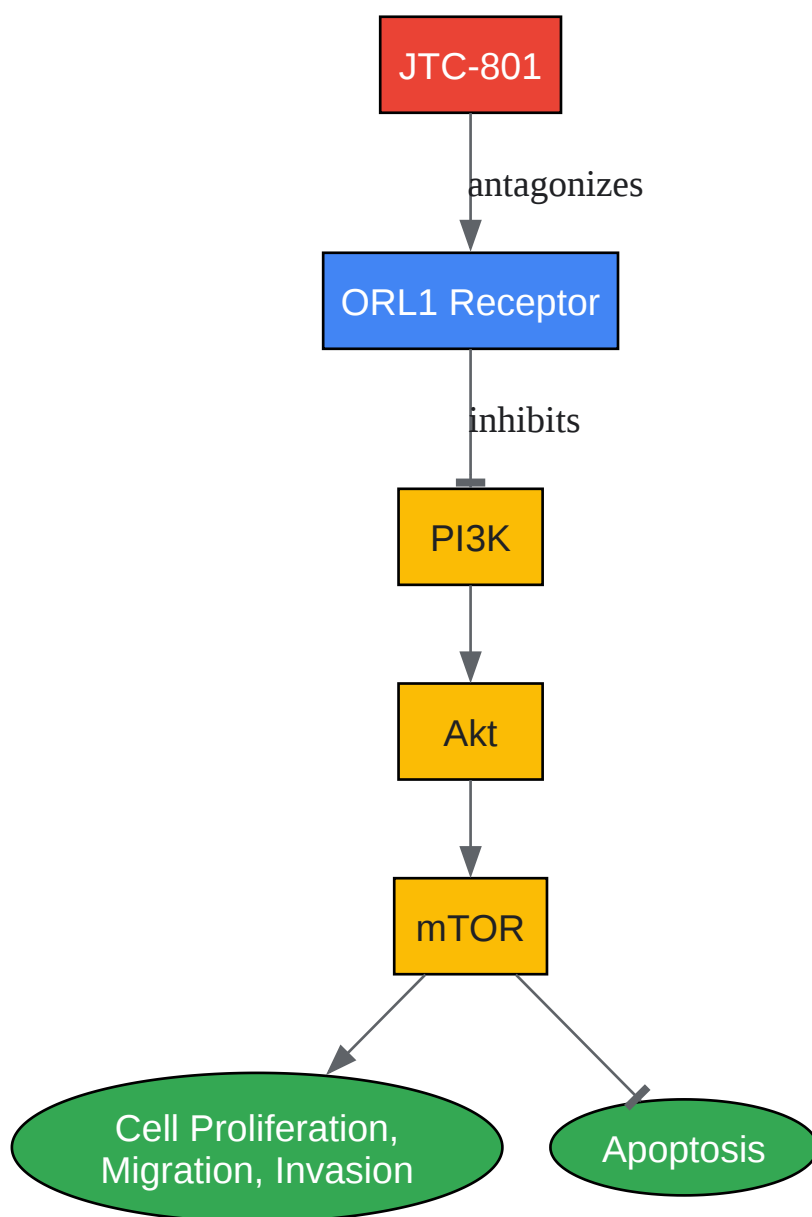 JTC-801
antagonizes
ORL1 Receptor
inhibits
PI3K
Akt
mTOR
Cell Proliferation,
Migration, Invasion
Apoptosis